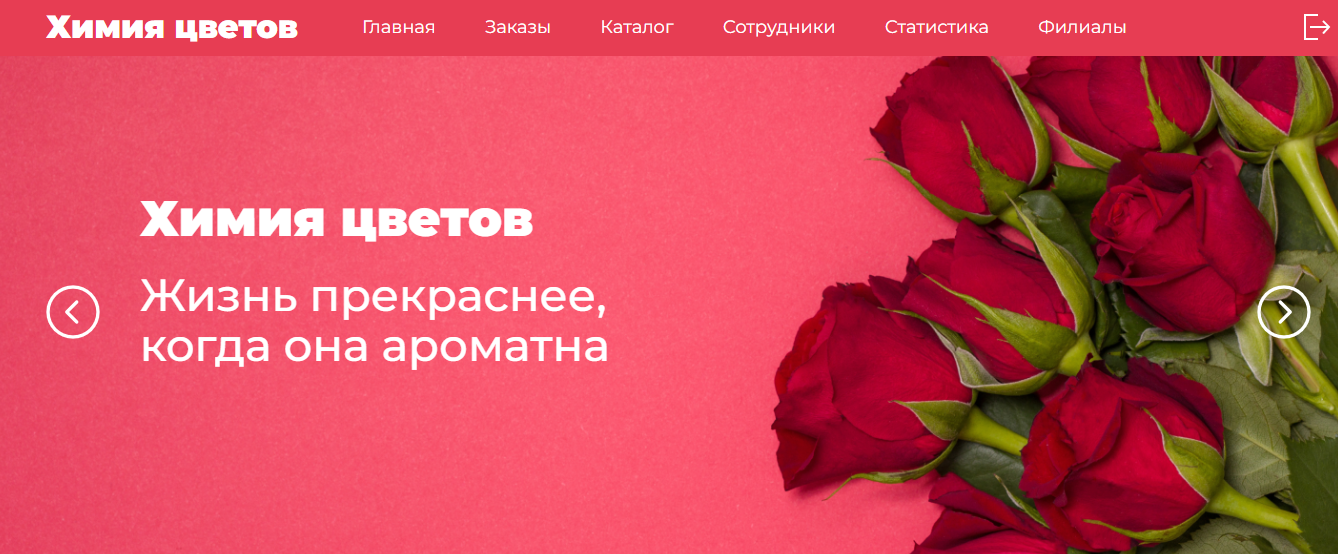 Химия цветов Главная Заказы Каталог Сотрудники Статистика Филиалы
Химия цветов
Жизнь прекраснее,
когда она ароматна